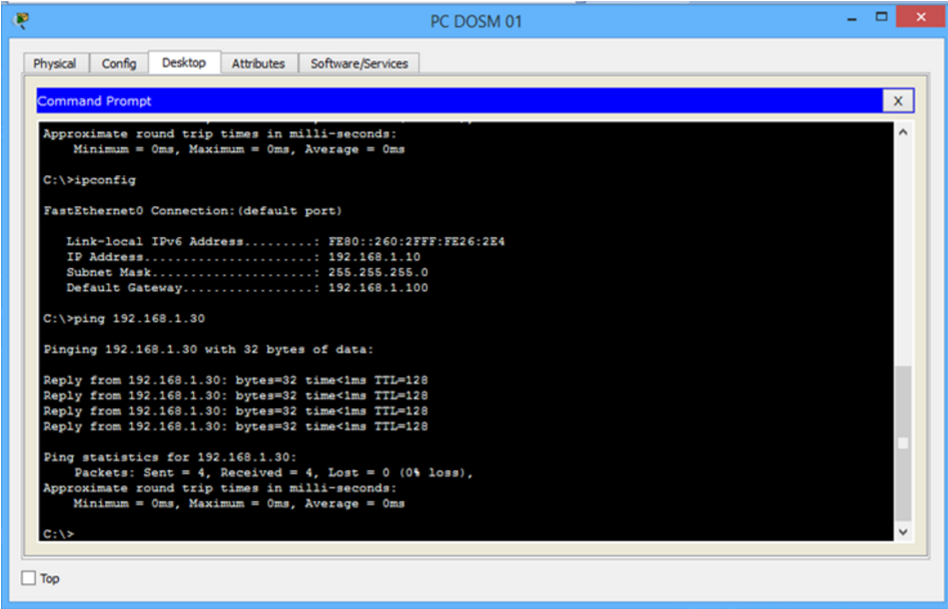 PC DOSM 01
Physical Config Desktop Attributes Software/Services
Command Prompt X
Approximate round trip times in milli-seconds:
Minimum = 0ms, Maximum = 0ms, Average = 0ms
C:\>ipconfig
FastEthernet0 Connection:(default port)
Link-local IPv6 Address.........: FE80::260:2FFF:FE26:2E4
IP Address......................: 192.168.1.10
Subnet Mask.....................: 255.255.255.0
Default Gateway.................: 192.168.1.100
C:\>ping 192.168.1.30
Pinging 192.168.1.30 with 32 bytes of data:
Reply from 192.168.1.30: bytes=32 time<1ms TTL=128
Reply from 192.168.1.30: bytes=32 time<1ms TTL=128
Reply from 192.168.1.30: bytes=32 time<1ms TTL=128
Reply from 192.168.1.30: bytes=32 time<1ms TTL=128
Ping statistics for 192.168.1.30:
Packets: Sent = 4, Received = 4, Lost = 0 (0% loss),
Approximate round trip times in milli-seconds:
Minimum = 0ms, Maximum = 0ms, Average = 0ms
C:\>
Top